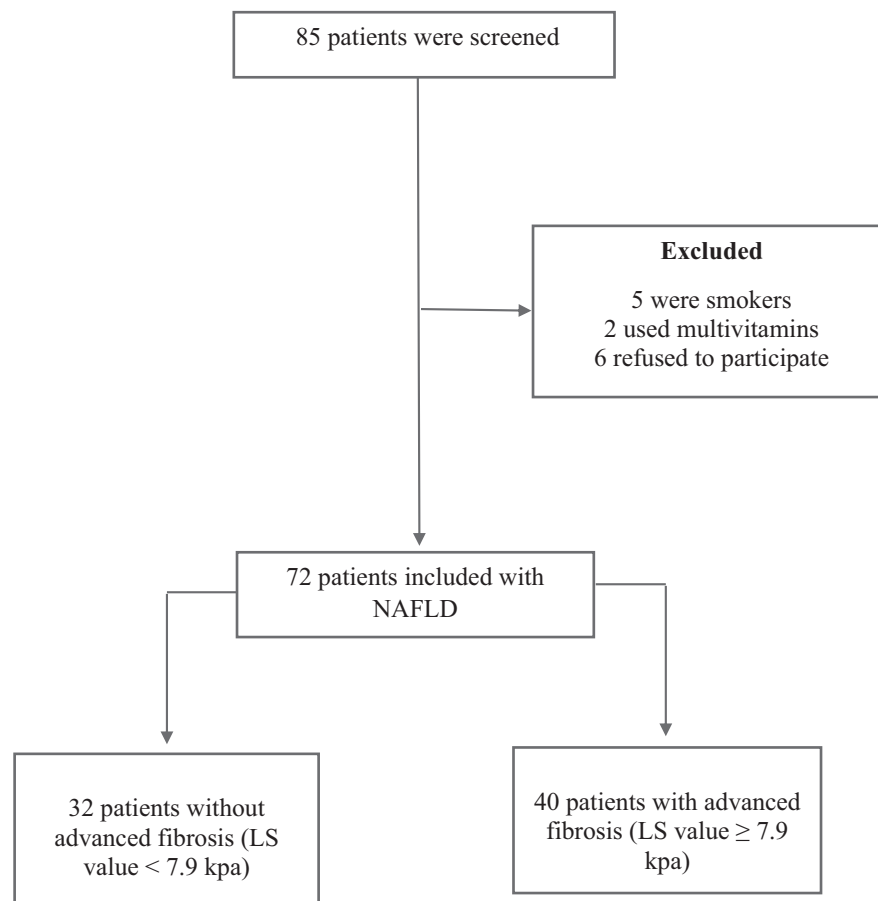 85 patients were screened
Excluded
5 were smokers
2 used multivitamins
6 refused to participate
72 patients included with
NAFLD
32 patients without
advanced fibrosis (LS
value < 7.9 kpa)
40 patients with advanced
fibrosis (LS value ≥ 7.9
kpa)